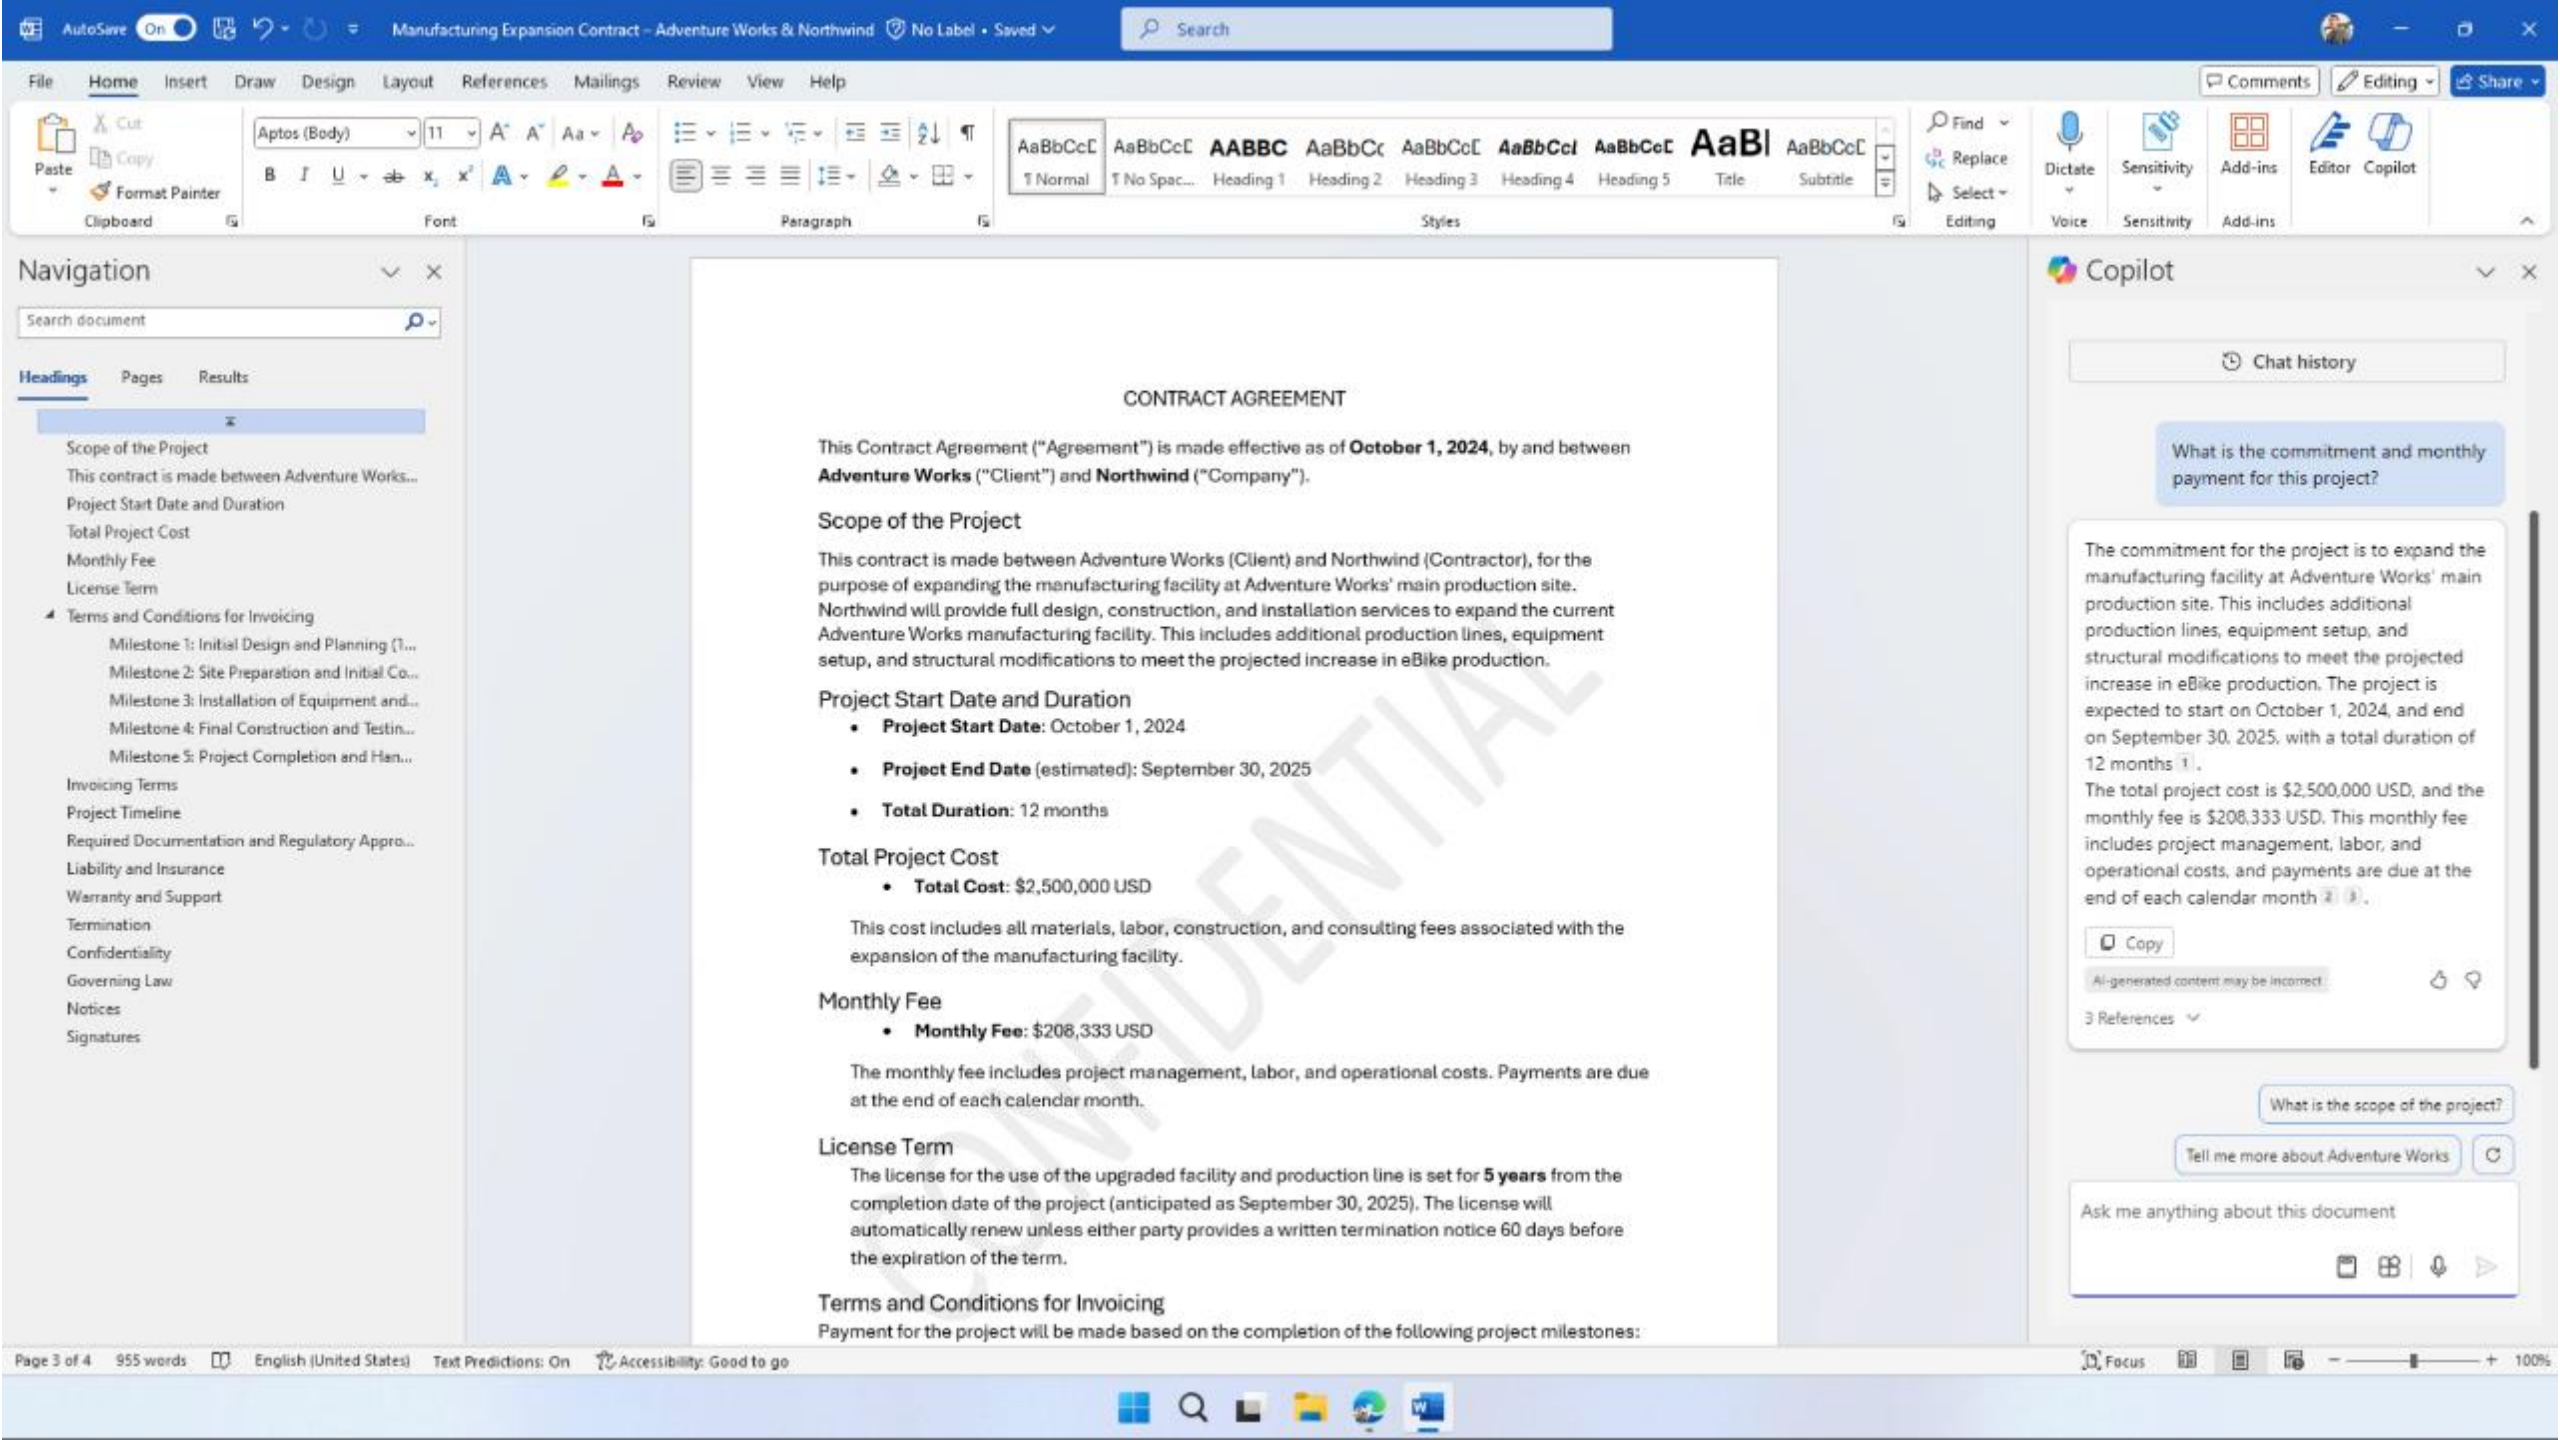 AutoSave On Manufacturing Expansion Contract – Adventure Works & Northwind No Label • Saved Search
File Home Insert Draw Design Layout References Mailings Review View Help Comments Editing Share
Paste Cut Copy Format Painter
Clipboard
Aptos (Body) 11 Aa
B I U ab x₂ x² A A
Font
Paragraph
AaBbCcD AaBbCcD AABBC AaBbCc AaBbCcD AaBbCcI AaBbCcD AaBl AaBbCcD
¶ Normal ¶ No Spac... Heading 1 Heading 2 Heading 3 Heading 4 Heading 5 Title Subtitle
Styles
Find
Replace
Select
Editing
Dictate
Voice
Sensitivity
Sensitivity
Add-ins
Add-ins
Editor Copilot
Navigation
Search document
Headings Pages Results
Scope of the Project
This contract is made between Adventure Works...
Project Start Date and Duration
Total Project Cost
Monthly Fee
License Term
Terms and Conditions for Invoicing
Milestone 1: Initial Design and Planning (1...
Milestone 2: Site Preparation and Initial Co...
Milestone 3: Installation of Equipment and...
Milestone 4: Final Construction and Testin...
Milestone 5: Project Completion and Han...
Invoicing Terms
Project Timeline
Required Documentation and Regulatory Appro...
Liability and Insurance
Warranty and Support
Termination
Confidentiality
Governing Law
Notices
Signatures
CONFIDENTIAL
CONTRACT AGREEMENT
This Contract Agreement (“Agreement”) is made effective as of October 1, 2024, by and between
Adventure Works (“Client”) and Northwind (“Company”).
Scope of the Project
This contract is made between Adventure Works (Client) and Northwind (Contractor), for the
purpose of expanding the manufacturing facility at Adventure Works’ main production site.
Northwind will provide full design, construction, and installation services to expand the current
Adventure Works manufacturing facility. This includes additional production lines, equipment
setup, and structural modifications to meet the projected increase in eBike production.
Project Start Date and Duration
• Project Start Date: October 1, 2024
• Project End Date (estimated): September 30, 2025
• Total Duration: 12 months
Total Project Cost
• Total Cost: $2,500,000 USD
This cost includes all materials, labor, construction, and consulting fees associated with the
expansion of the manufacturing facility.
Monthly Fee
• Monthly Fee: $208,333 USD
The monthly fee includes project management, labor, and operational costs. Payments are due
at the end of each calendar month.
License Term
The license for the use of the upgraded facility and production line is set for 5 years from the
completion date of the project (anticipated as September 30, 2025). The license will
automatically renew unless either party provides a written termination notice 60 days before
the expiration of the term.
Terms and Conditions for Invoicing
Payment for the project will be made based on the completion of the following project milestones:
Copilot
Chat history
What is the commitment and monthly
payment for this project?
The commitment for the project is to expand the
manufacturing facility at Adventure Works' main
production site. This includes additional
production lines, equipment setup, and
structural modifications to meet the projected
increase in eBike production. The project is
expected to start on October 1, 2024, and end
on September 30, 2025, with a total duration of
12 months 1 .
The total project cost is $2,500,000 USD, and the
monthly fee is $208,333 USD. This monthly fee
includes project management, labor, and
operational costs, and payments are due at the
end of each calendar month 2 3 .
Copy
AI-generated content may be incorrect
3 References
What is the scope of the project?
Tell me more about Adventure Works
Ask me anything about this document
Page 3 of 4 955 words English (United States) Text Predictions: On Accessibility: Good to go Focus 100%